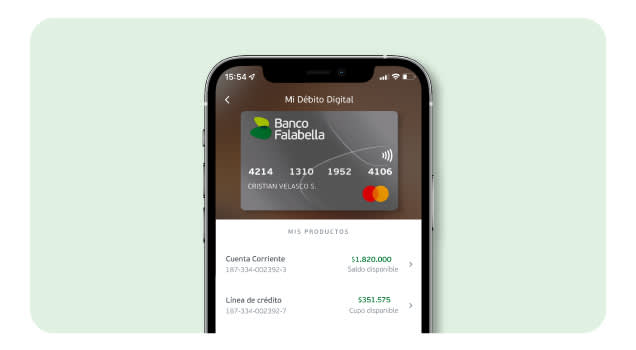 15:54
Mi Débito Digital
Banco
Falabella
4214 1310 1952 4106
CRISTIAN VELASCO S.
MIS PRODUCTOS
Cuenta Corriente $1.820.000
187-334-002392-3 Saldo disponible
Línea de crédito $351.575
187-334-002392-7 Cupo disponible